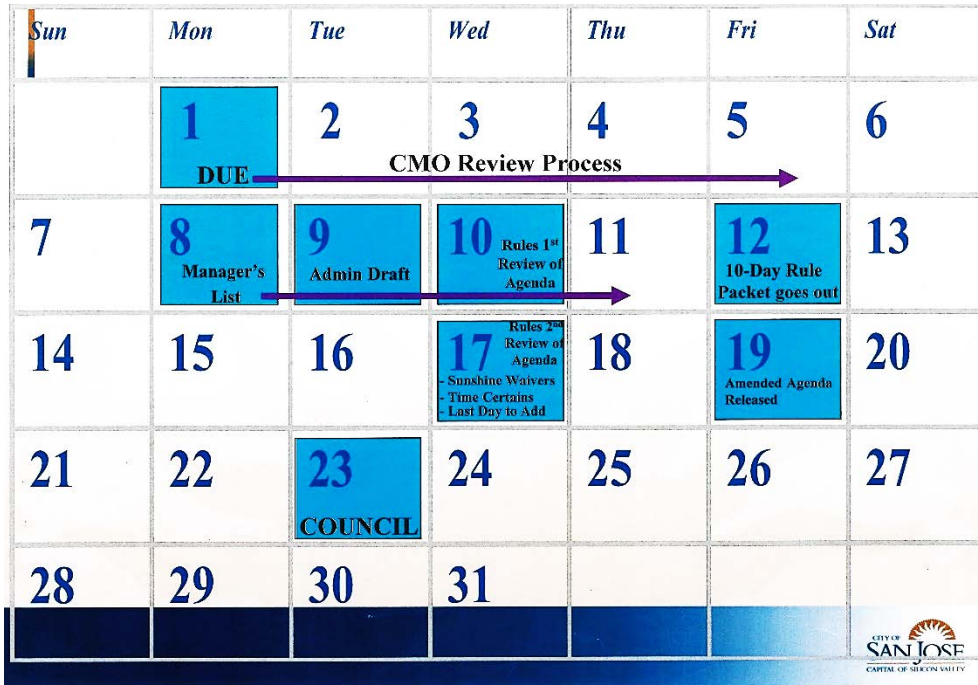 Sun Mon Tue Wed Thu Fri Sat
1 2 3 4 5 6
DUE
CMO Review Process
7 8 9 10 11 12 13
Manager's
List
Admin Draft
Rules 1st
Review of
Agenda
10-Day Rule
Packet goes out
14 15 16 17 18 19 20
Rules 2nd
Review of
Agenda
- Sunshine Waivers
- Time Certains
- Last Day to Add
Amended Agenda
Released
21 22 23 24 25 26 27
COUNCIL
28 29 30 31
CITY OF
SAN JOSE
CAPITAL OF SILICON VALLEY